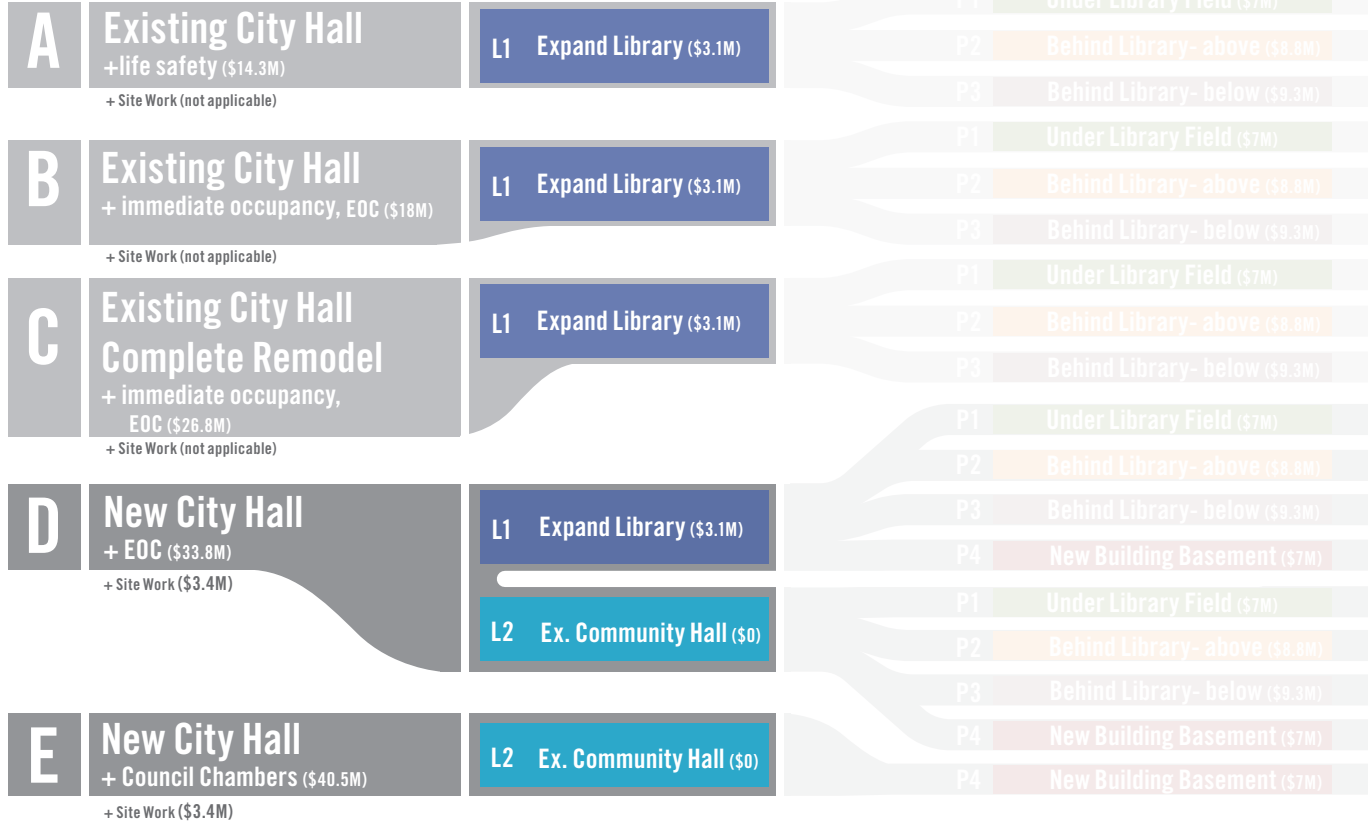 A
Existing City Hall
+life safety ($14.3M)
+ Site Work (not applicable)
L1 Expand Library ($3.1M)
B
Existing City Hall
+ immediate occupancy, EOC ($18M)
+ Site Work (not applicable)
L1 Expand Library ($3.1M)
C
Existing City Hall
Complete Remodel
+ immediate occupancy,
EOC ($26.8M)
+ Site Work (not applicable)
L1 Expand Library ($3.1M)
D
New City Hall
+ EOC ($33.8M)
+ Site Work ($3.4M)
L1 Expand Library ($3.1M)
L2 Ex. Community Hall ($0)
E
New City Hall
+ Council Chambers ($40.5M)
+ Site Work ($3.4M)
L2 Ex. Community Hall ($0)
P1 Under Library Field ($7M)
P2 Behind Library- above ($8.8M)
P3 Behind Library- below ($9.3M)
P1 Under Library Field ($7M)
P2 Behind Library- above ($8.8M)
P3 Behind Library- below ($9.3M)
P1 Under Library Field ($7M)
P2 Behind Library- above ($8.8M)
P3 Behind Library- below ($9.3M)
P1 Under Library Field ($7M)
P2 Behind Library- above ($8.8M)
P3 Behind Library- below ($9.3M)
P4 New Building Basement ($7M)
P1 Under Library Field ($7M)
P2 Behind Library- above ($8.8M)
P3 Behind Library- below ($9.3M)
P4 New Building Basement ($7M)
P4 New Building Basement ($7M)